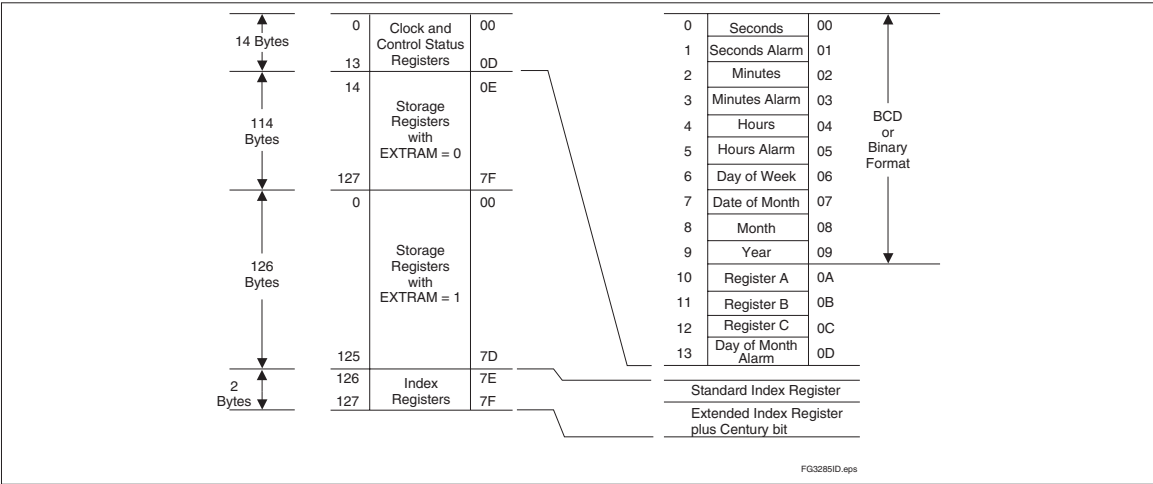 14 Bytes
0
Clock and
Control Status
Registers
00
13
0D
114
Bytes
14
0E
Storage
Registers
with
EXTRAM = 0
127
7F
126
Bytes
0
00
Storage
Registers
with
EXTRAM = 1
125
7D
2
Bytes
126
Index
Registers
7E
127
7F
0 Seconds 00
1 Seconds Alarm 01
2 Minutes 02
3 Minutes Alarm 03
4 Hours 04
5 Hours Alarm 05
6 Day of Week 06
7 Date of Month 07
8 Month 08
9 Year 09
10 Register A 0A
11 Register B 0B
12 Register C 0C
13 Day of Month
Alarm 0D
BCD
or
Binary
Format
Standard Index Register
Extended Index Register
plus Century bit
FG3285ID.eps